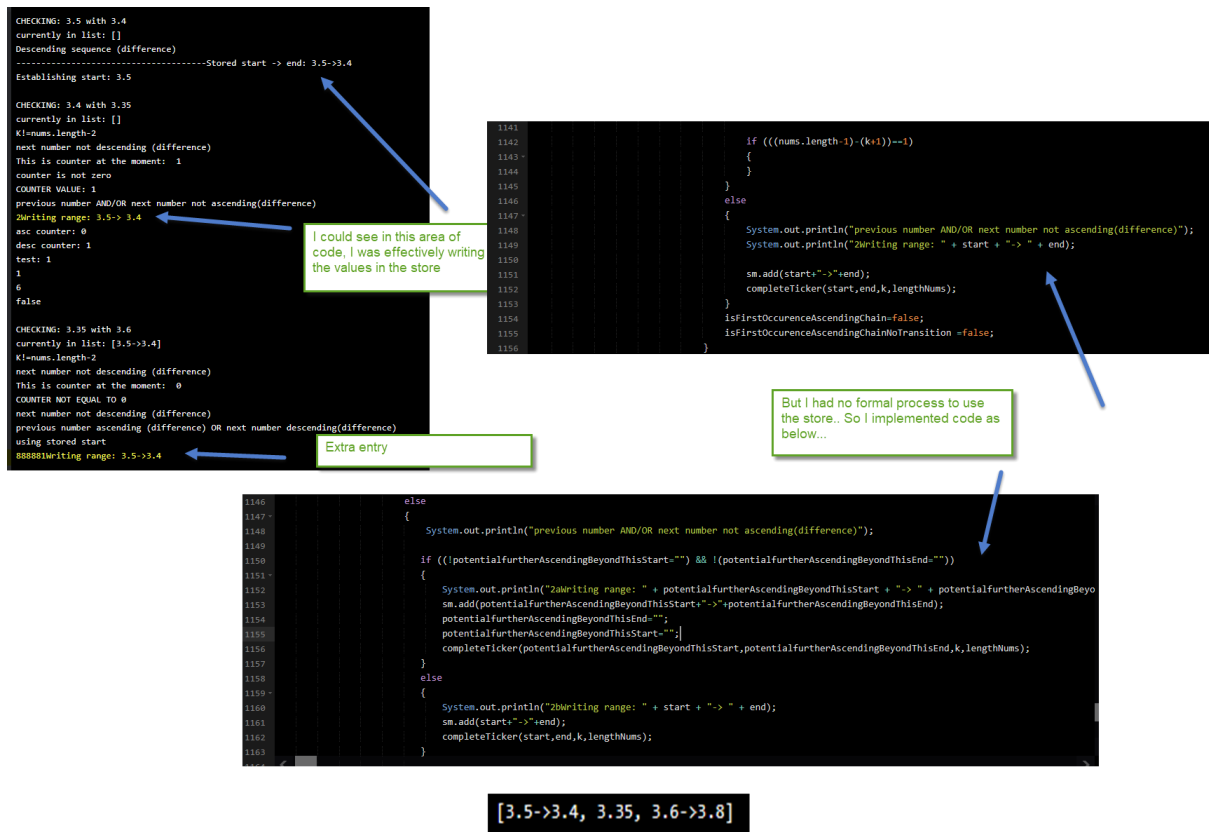 CHECKING: 3.5 with 3.4
currently in list: []
Descending sequence (difference)
--------------------------------------Stored start -> end: 3.5->3.4
Establishing start: 3.5
CHECKING: 3.4 with 3.35
currently in list: []
K!=nums.length-2
next number not descending (difference)
This is counter at the moment:  1
counter is not zero
COUNTER VALUE: 1
previous number AND/OR next number not ascending(difference)
2Writing range: 3.5-> 3.4
asc counter: 0
desc counter: 1
test: 1
1
6
false
CHECKING: 3.35 with 3.6
currently in list: [3.5->3.4]
K!=nums.length-2
next number not descending (difference)
This is counter at the moment:  0
COUNTER NOT EQUAL TO 0
next number not descending (difference)
previous number ascending (difference) OR next number descending(difference)
using stored start
888881Writing range: 3.5->3.4
I could see in this area of
code, I was effectively writing
the values in the store
Extra entry
1141
1142 if (((nums.length-1)-(k+1))==1)
1143 {
1144 }
1145 }
1146 else
1147 {
1148 System.out.println("previous number AND/OR next number not ascending(difference)");
1149 System.out.println("2Writing range: " + start + "-> " + end);
1150
1151 sm.add(start+"->"+end);
1152 completeTicker(start,end,k,lengthNums);
1153 }
1154 isFirstOccurenceAscendingChain=false;
1155 isFirstOccurenceAscendingChainNoTransition =false;
1156 }
But I had no formal process to use
the store.. So I implemented code as
below...
1146 else
1147 {
1148 System.out.println("previous number AND/OR next number not ascending(difference)");
1149
1150 if ((!potentialfurtherAscendingBeyondThisStart="") && !(potentialfurtherAscendingBeyondThisEnd=""))
1151 {
1152 System.out.println("2aWriting range: " + potentialfurtherAscendingBeyondThisStart + "-> " + potentialfurtherAscendingBeyo
1153 sm.add(potentialfurtherAscendingBeyondThisStart+"->"+potentialfurtherAscendingBeyondThisEnd);
1154 potentialfurtherAscendingBeyondThisEnd="";
1155 potentialfurtherAscendingBeyondThisStart="";
1156 completeTicker(potentialfurtherAscendingBeyondThisStart,potentialfurtherAscendingBeyondThisEnd,k,lengthNums);
1157 }
1158 else
1159 {
1160 System.out.println("2bWriting range: " + start + "-> " + end);
1161 sm.add(start+"->"+end);
1162 completeTicker(start,end,k,lengthNums);
1163 }
[3.5->3.4, 3.35, 3.6->3.8]